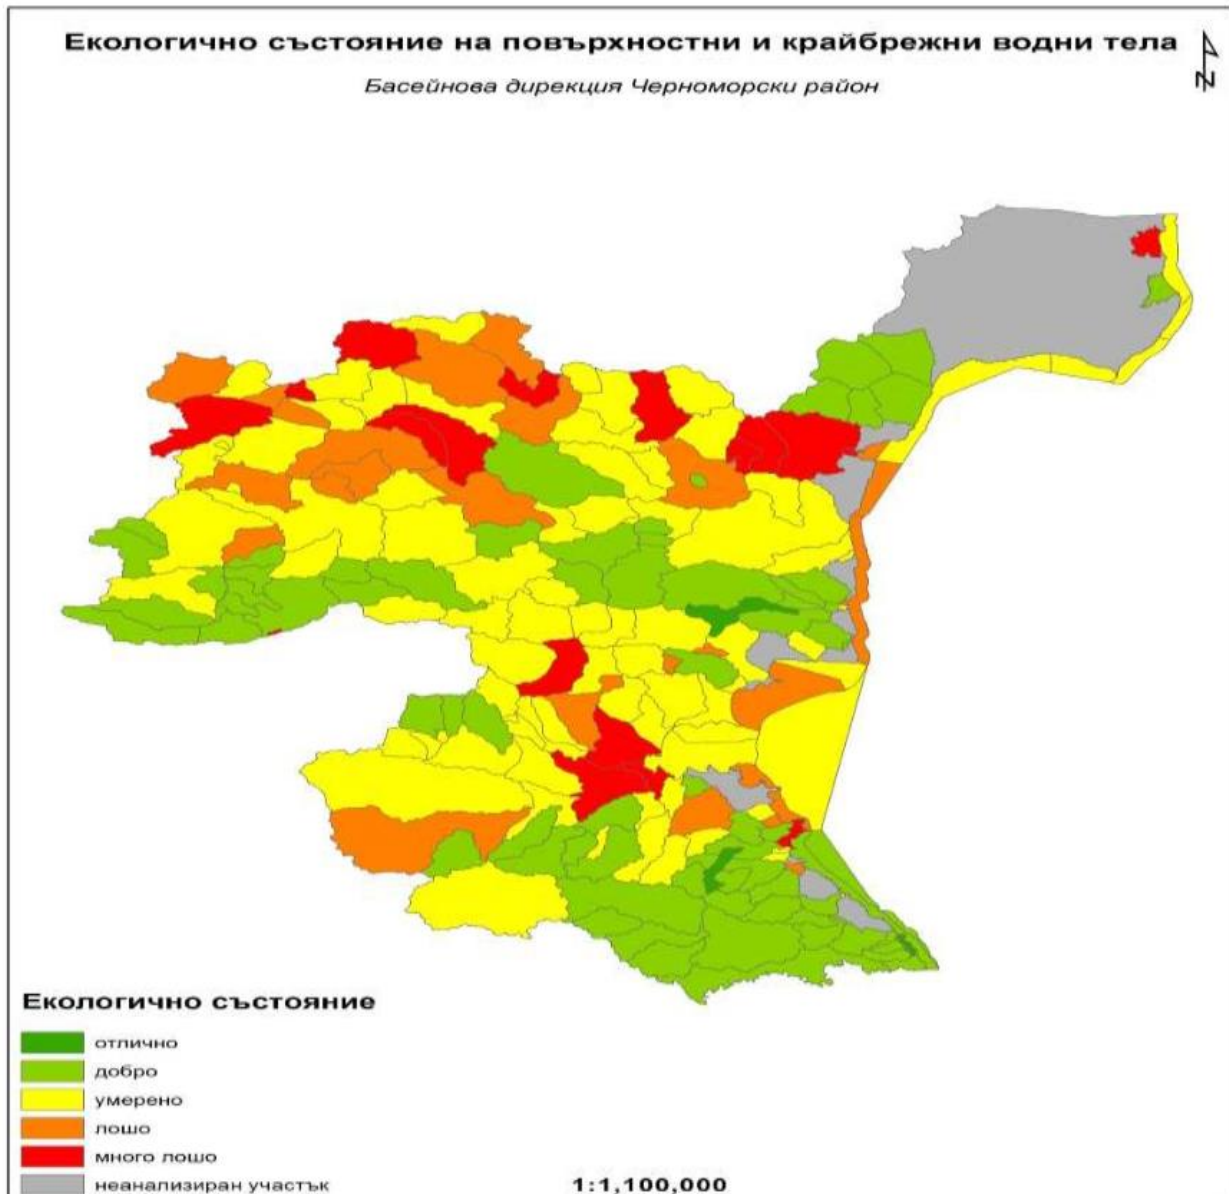 Екологично състояние на повърхностни и крайбрежни водни тела
Басейнова дирекция Черноморски район
N
Екологично състояние
отлично
добро
умерено
лошо
много лошо
неанализиран участък
1:1,100,000